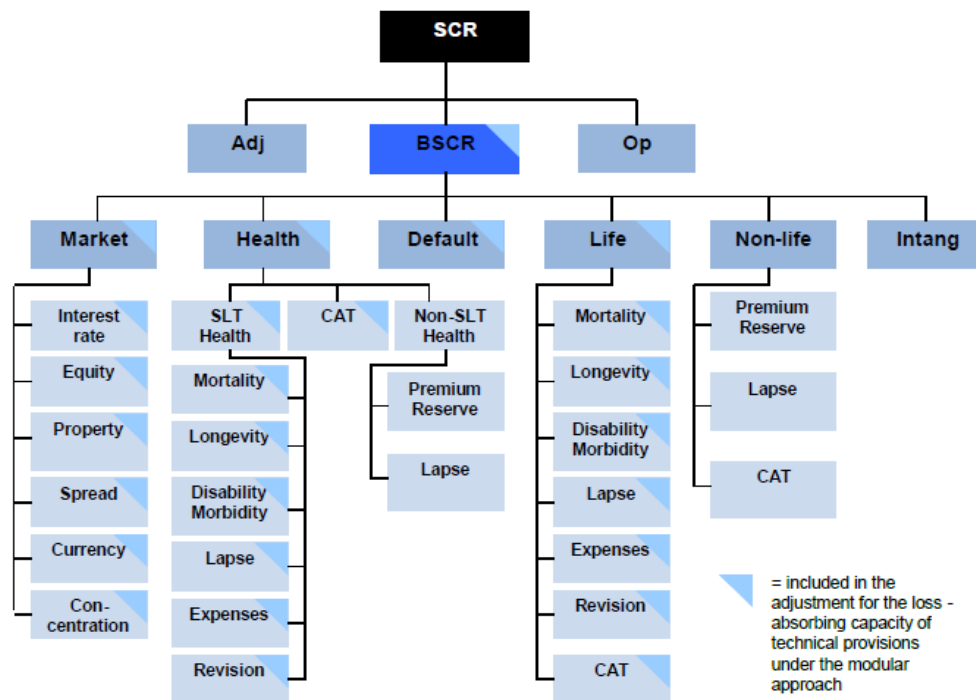 SCR
Adj
BSCR
Op
Market
Health
Default
Life
Non-life
Intang
Interest
rate
Equity
Property
Spread
Currency
Con-
centration
SLT
Health
Mortality
Longevity
Disability
Morbidity
Lapse
Expenses
Revision
CAT
Non-SLT
Health
Premium
Reserve
Lapse
Mortality
Longevity
Disability
Morbidity
Lapse
Expenses
Revision
CAT
Premium
Reserve
Lapse
CAT
= included in the
adjustment for the loss -
absorbing capacity of
technical provisions
under the modular
approach